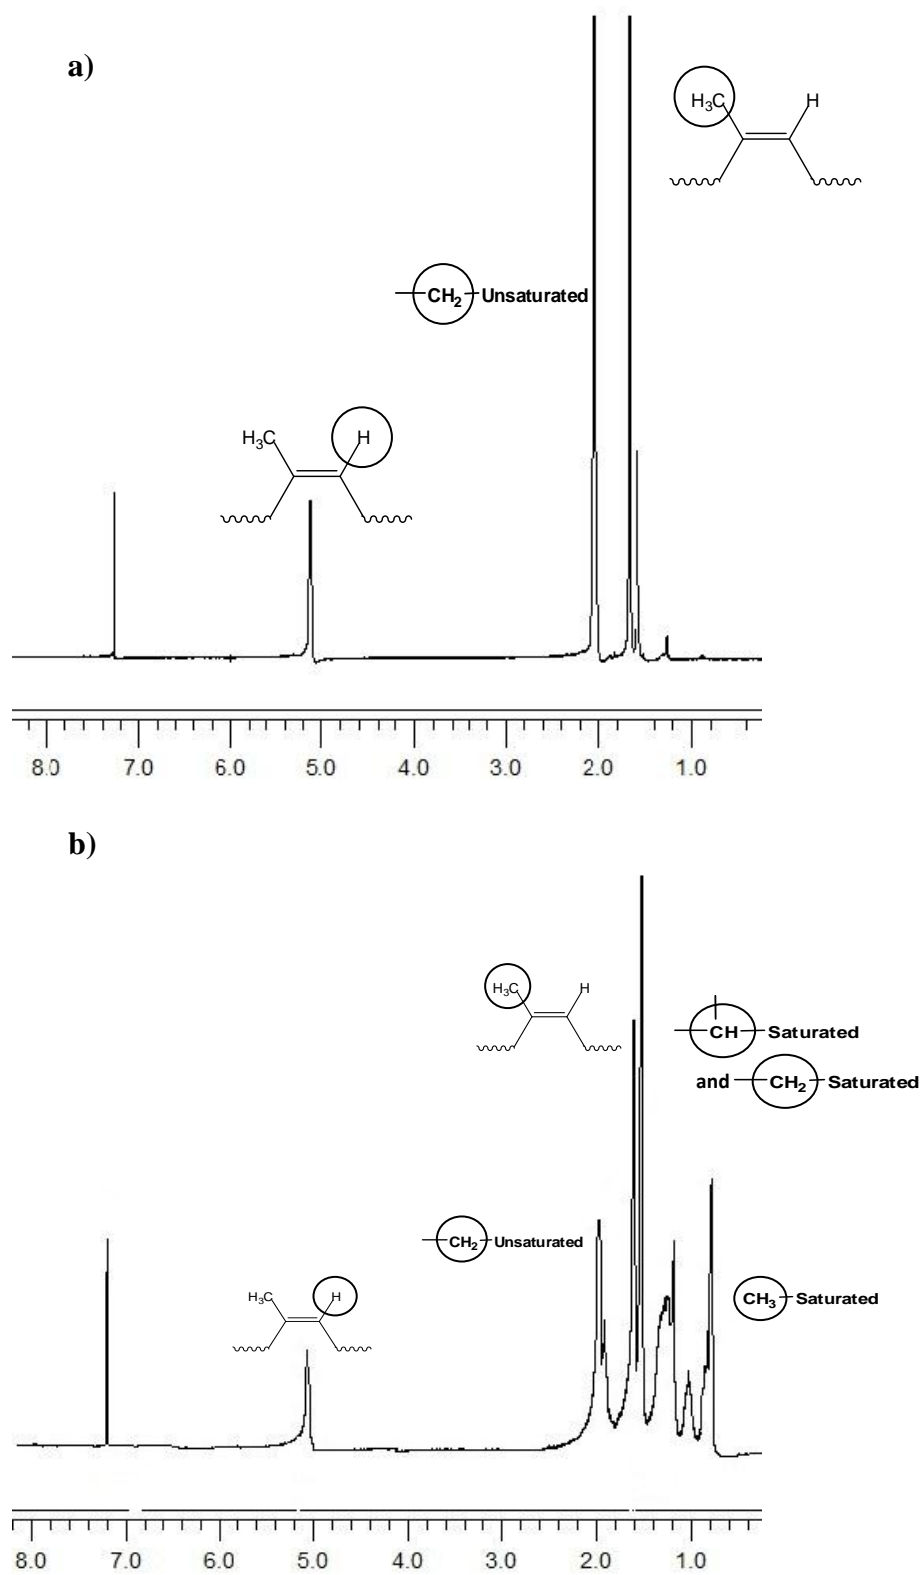 a)
H₃C H
CH₂ Unsaturated
H₃C H
8.0 7.0 6.0 5.0 4.0 3.0 2.0 1.0
b)
H₃C H
CH Saturated
and CH₂ Saturated
CH₂ Unsaturated
H₃C H
CH₃ Saturated
8.0 7.0 6.0 5.0 4.0 3.0 2.0 1.0